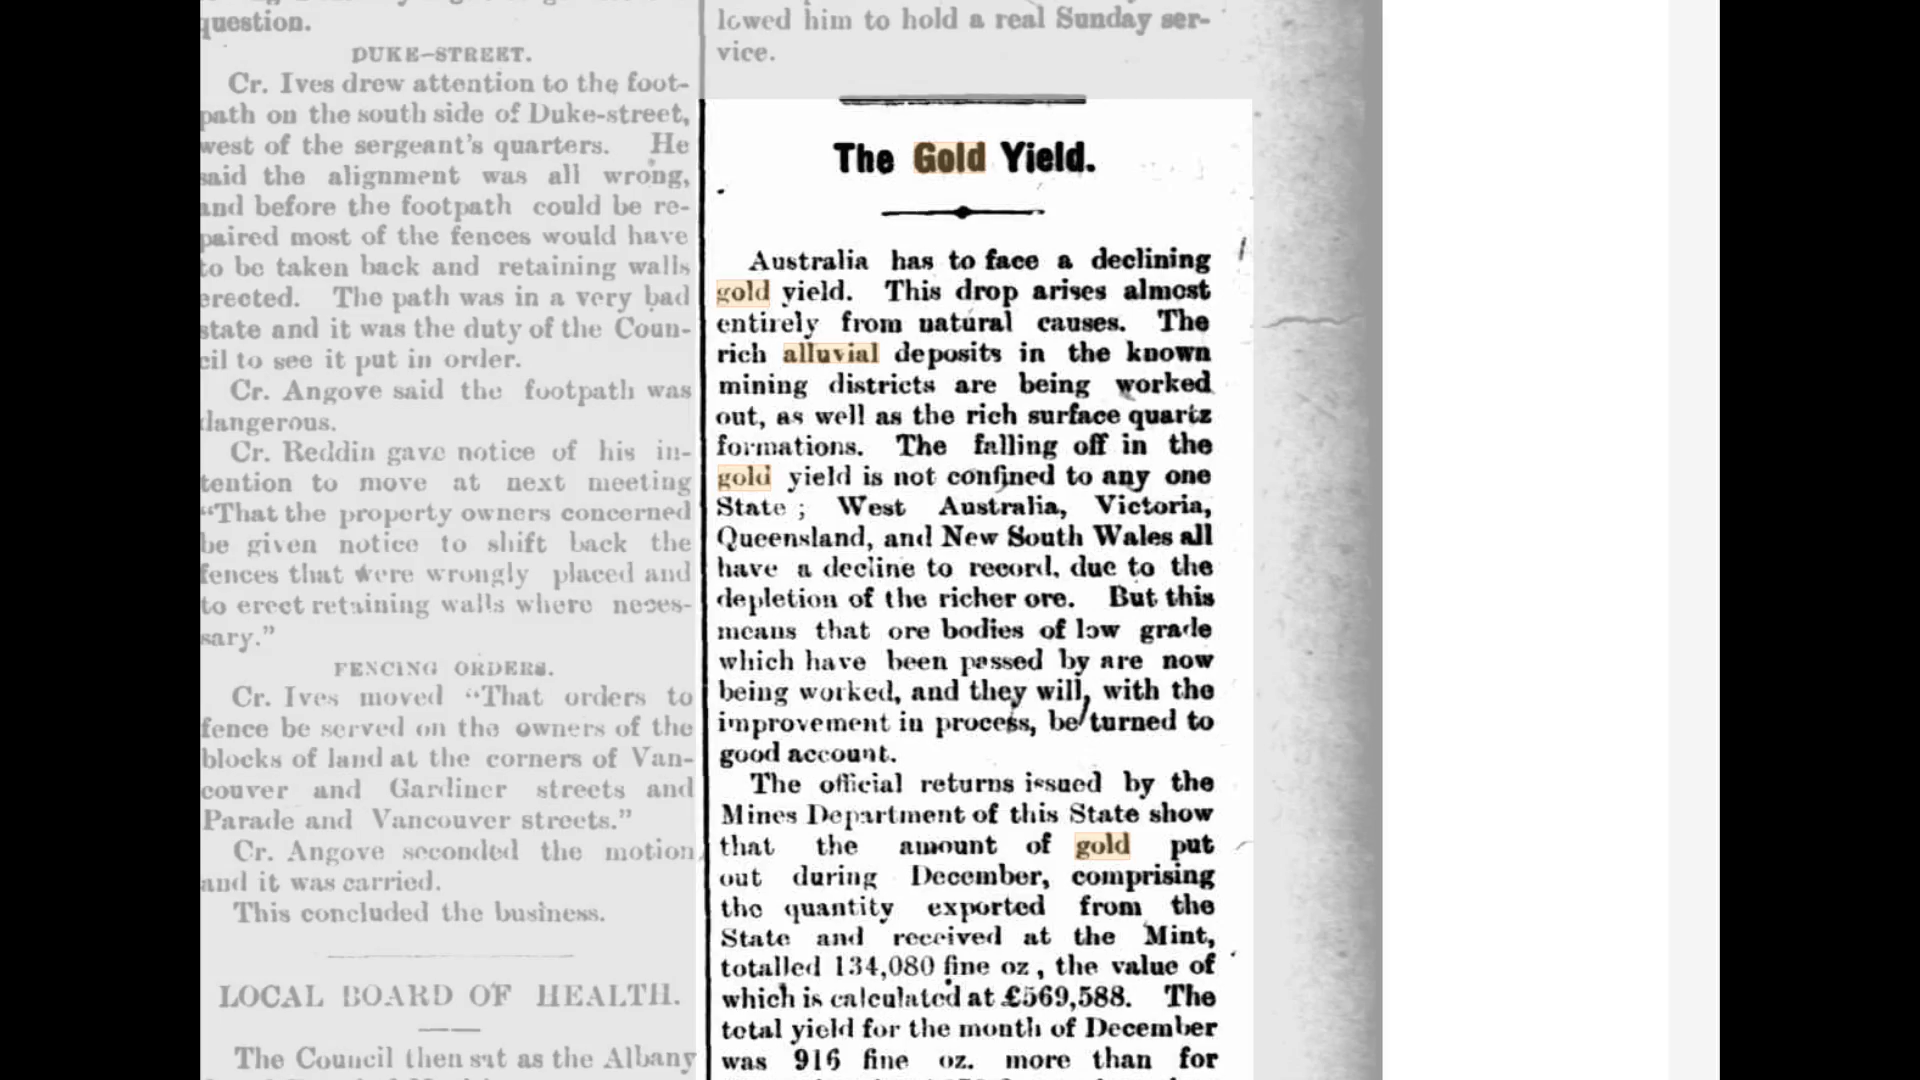 question.
DUKE-STREET.
Cr. Ives drew attention to the foot-
path on the south side of Duke-street,
west of the sergeant's quarters. He
said the alignment was all wrong,
and before the footpath could be re-
paired most of the fences would have
to be taken back and retaining walls
erected. The path was in a very bad
state and it was the duty of the Coun-
cil to see it put in order.
Cr. Angove said the footpath was
dangerous.
Cr. Reddin gave notice of his in-
tention to move at next meeting
"That the property owners concerned
be given notice to shift back the
fences that were wrongly placed and
to erect retaining walls where neces-
sary."
FENCING ORDERS.
Cr. Ives moved "That orders to
fence be served on the owners of the
blocks of land at the corners of Van-
couver and Gardiner streets and
Parade and Vancouver streets."
Cr. Angove seconded the motion
and it was carried.
This concluded the business.
LOCAL BOARD OF HEALTH.
The Council then sat as the Albany
lowed him to hold a real Sunday ser-
vice.
The Gold Yield.
Australia has to face a declining
gold yield. This drop arises almost
entirely from natural causes. The
rich alluvial deposits in the known
mining districts are being worked
out, as well as the rich surface quartz
formations. The falling off in the
gold yield is not confined to any one
State ; West Australia, Victoria,
Queensland, and New South Wales all
have a decline to record, due to the
depletion of the richer ore. But this
means that ore bodies of low grade
which have been passed by are now
being worked, and they will, with the
improvement in process, be turned to
good account.
The official returns issued by the
Mines Department of this State show
that the amount of gold put
out during December, comprising
the quantity exported from the
State and received at the Mint,
totalled 134,080 fine oz , the value of
which is calculated at £569,588. The
total yield for the month of December
was 916 fine oz. more than for